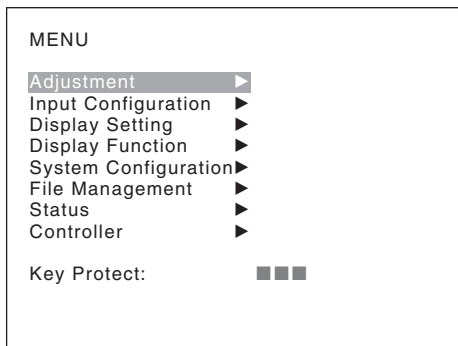 MENU
Adjustment ▶
Input Configuration ▶
Display Setting ▶
Display Function ▶
System Configuration▶
File Management ▶
Status ▶
Controller ▶
Key Protect: ■■■